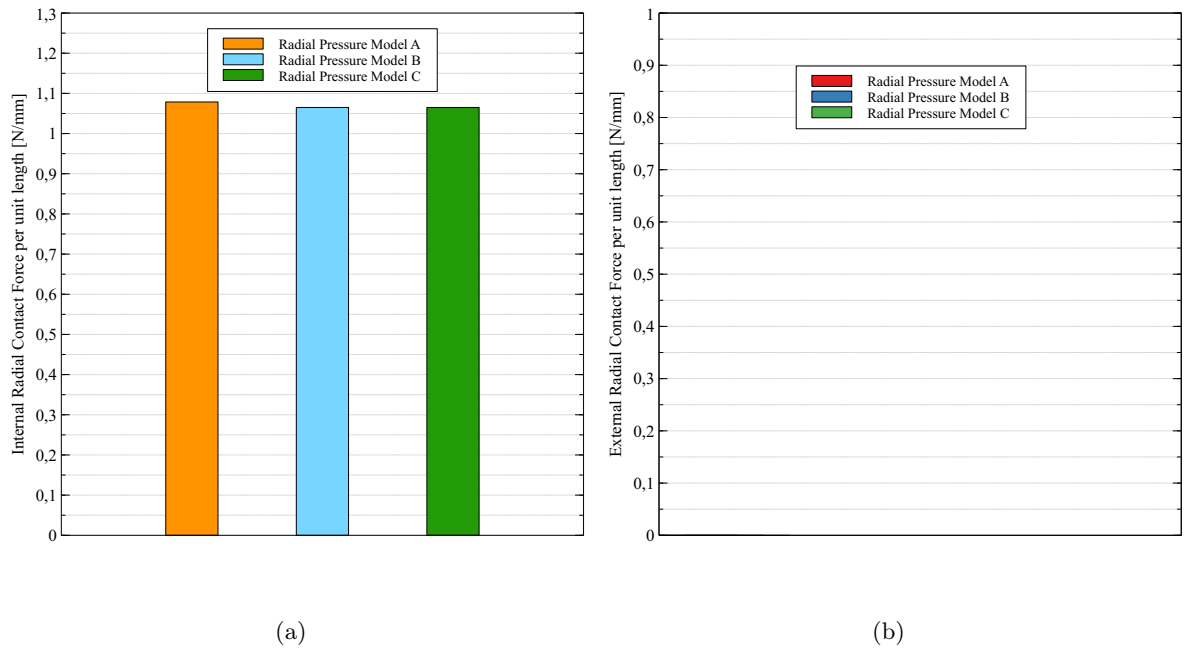 Internal Radial Contact Force per unit length [N/mm]
1,3
1,2
1,1
1
0,9
0,8
0,7
0,6
0,5
0,4
0,3
0,2
0,1
0
Radial Pressure Model A
Radial Pressure Model B
Radial Pressure Model C
(a)
External Radial Contact Force per unit length [N/mm]
1
0,9
0,8
0,7
0,6
0,5
0,4
0,3
0,2
0,1
0
Radial Pressure Model A
Radial Pressure Model B
Radial Pressure Model C
(b)